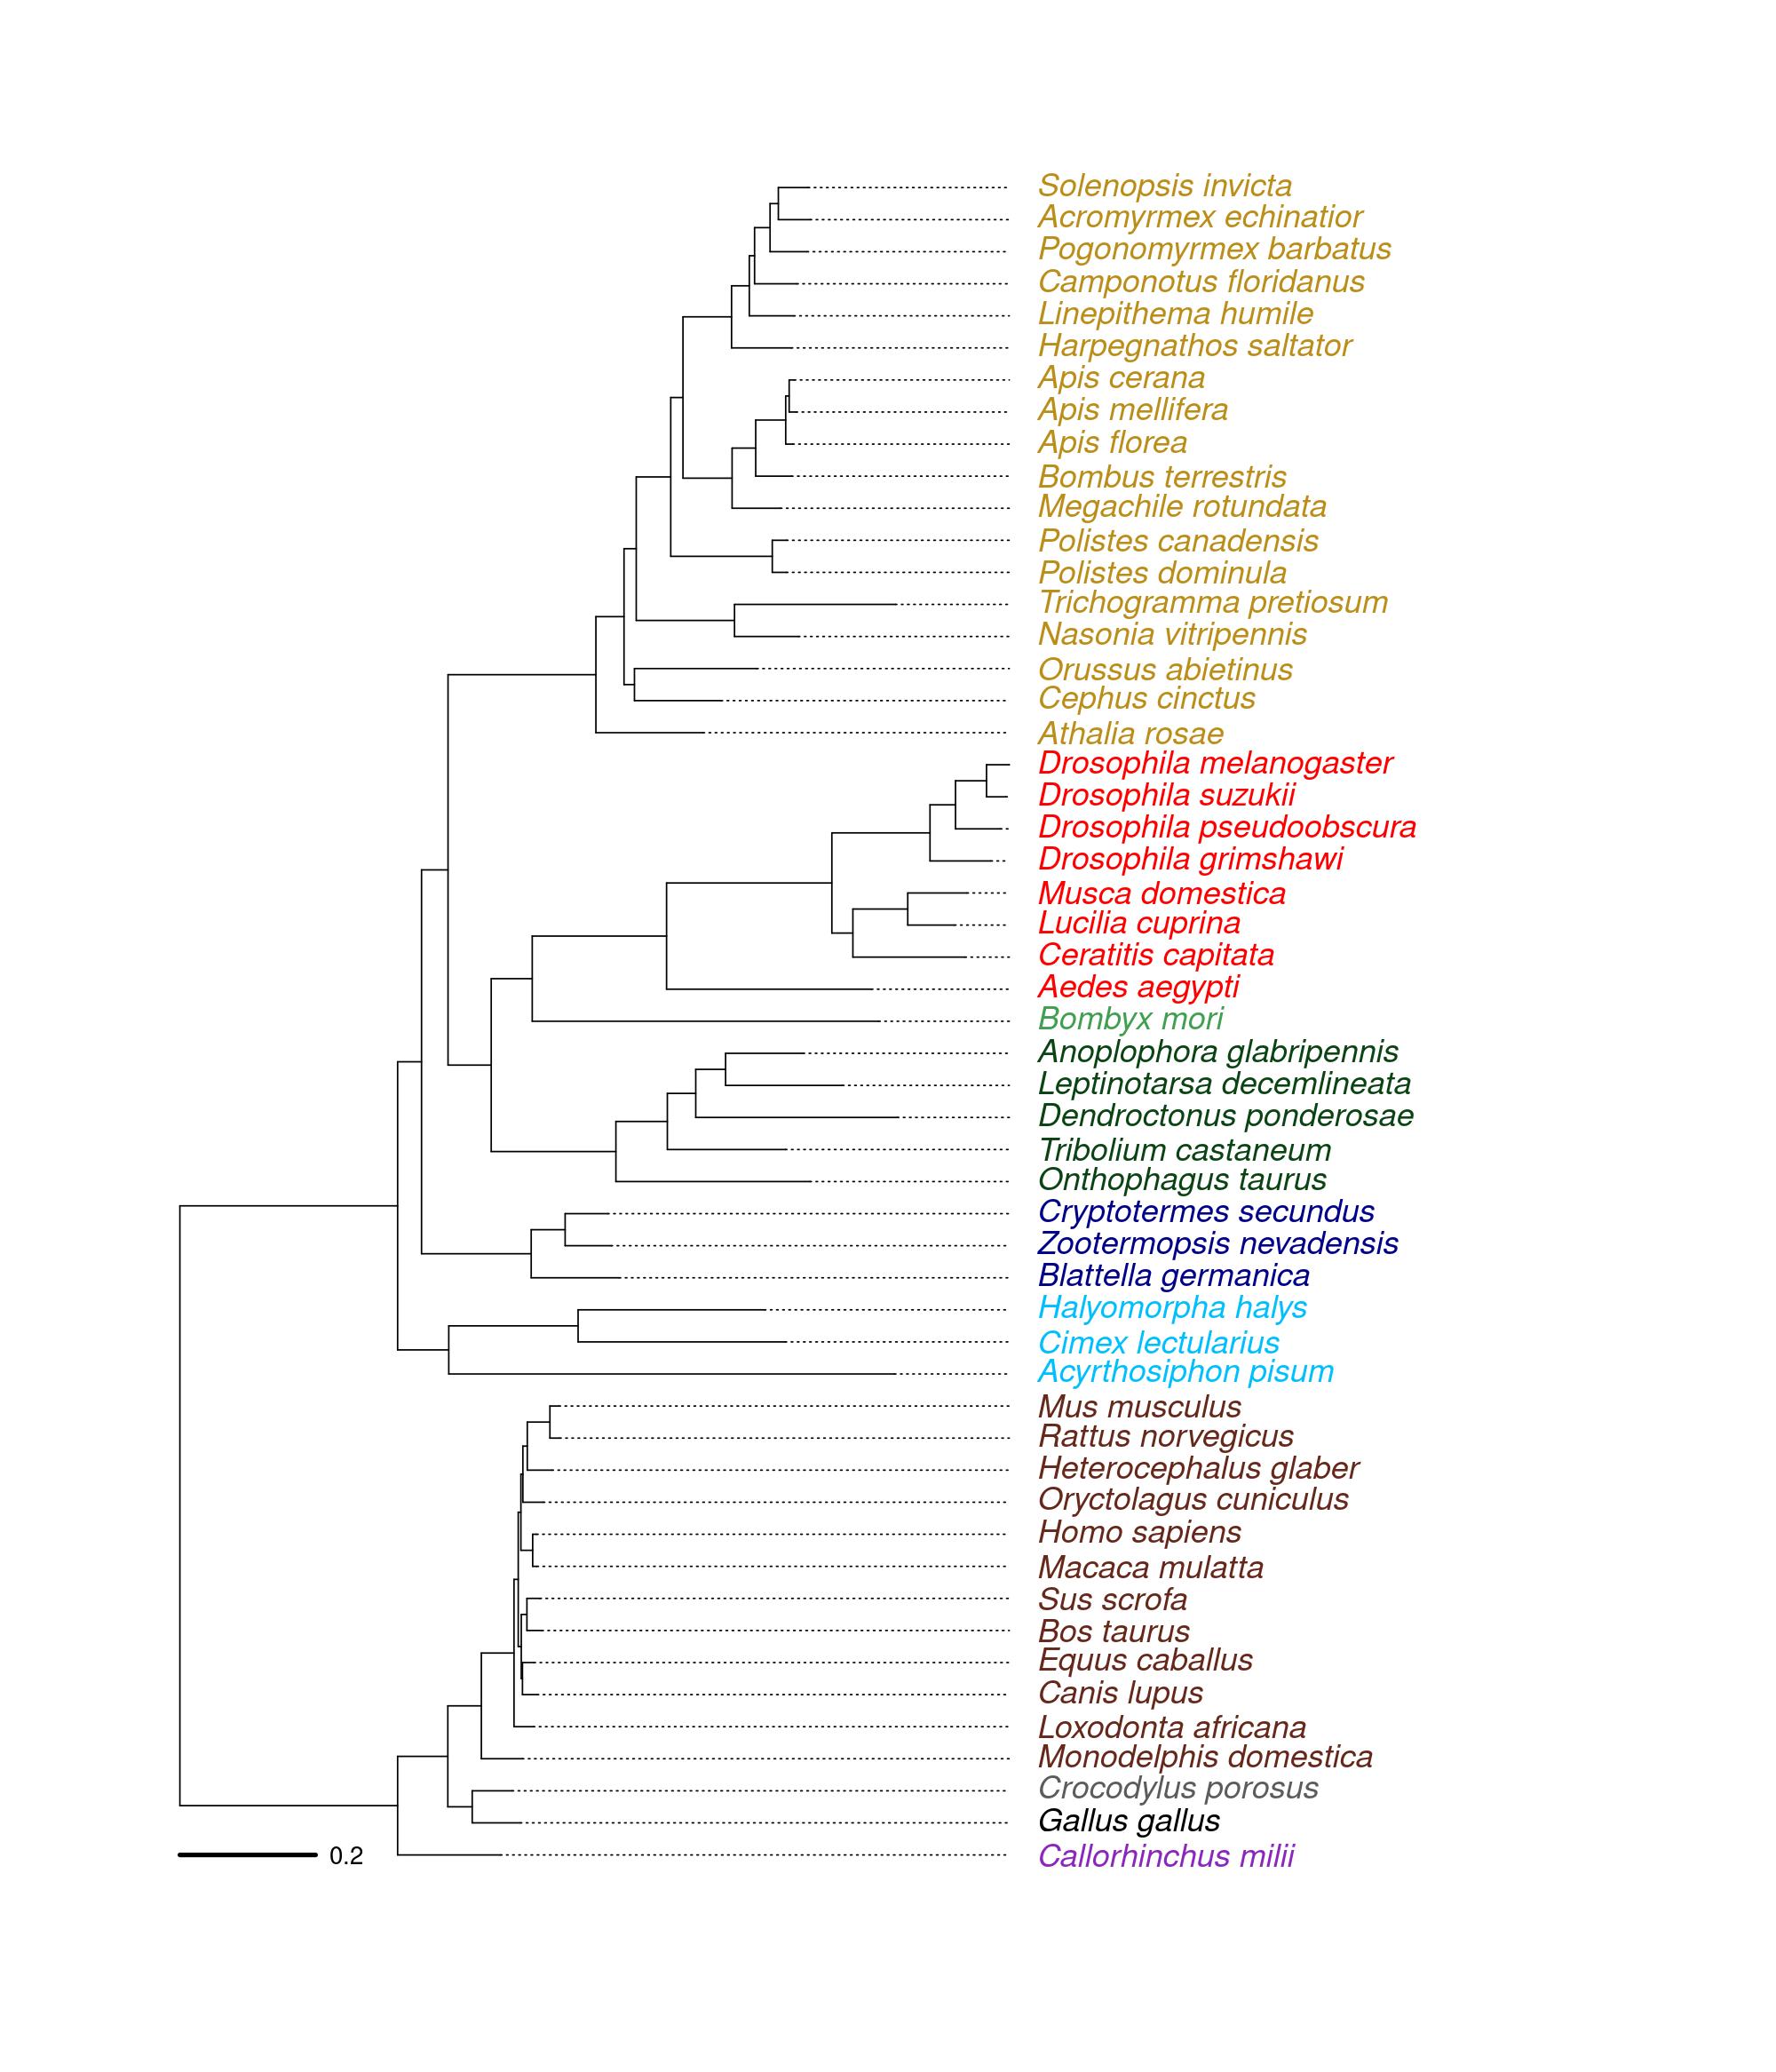 Solenopsis invicta
Acromyrmex echinatior
Pogonomyrmex barbatus
Camponotus floridanus
Linepithema humile
Harpegnathos saltator
Apis cerana
Apis mellifera
Apis florea
Bombus terrestris
Megachile rotundata
Polistes canadensis
Polistes dominula
Trichogramma pretiosum
Nasonia vitripennis
Orussus abietinus
Cephus cinctus
Athalia rosae
Drosophila melanogaster
Drosophila suzukii
Drosophila pseudoobscura
Drosophila grimshawi
Musca domestica
Lucilia cuprina
Ceratitis capitata
Aedes aegypti
Bombyx mori
Anoplophora glabripennis
Leptinotarsa decemlineata
Dendroctonus ponderosae
Tribolium castaneum
Onthophagus taurus
Cryptotermes secundus
Zootermopsis nevadensis
Blattella germanica
Halyomorpha halys
Cimex lectularius
Acyrthosiphon pisum
Mus musculus
Rattus norvegicus
Heterocephalus glaber
Oryctolagus cuniculus
Homo sapiens
Macaca mulatta
Sus scrofa
Bos taurus
Equus caballus
Canis lupus
Loxodonta africana
Monodelphis domestica
Crocodylus porosus
Gallus gallus
Callorhinchus milii
0.2